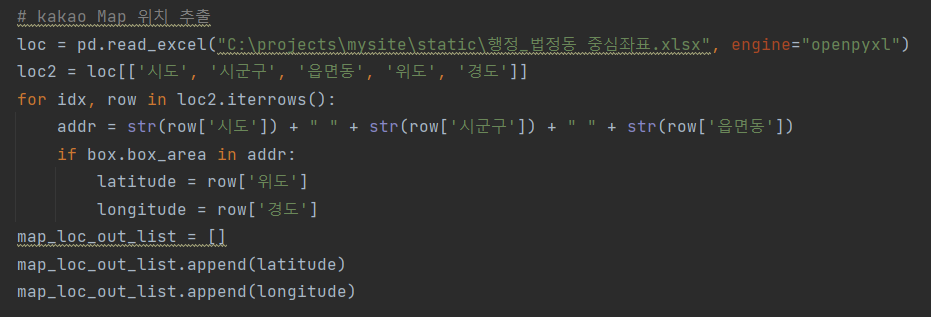 # kakao Map 위치 추출
loc = pd.read_excel("C:\projects\mysite\static\행정_법정동 중심좌표.xlsx", engine="openpyxl")
loc2 = loc[['시도', '시군구', '읍면동', '위도', '경도']]
for idx, row in loc2.iterrows():
    addr = str(row['시도']) + " " + str(row['시군구']) + " " + str(row['읍면동'])
    if box.box_area in addr:
        latitude = row['위도']
        longitude = row['경도']
map_loc_out_list = []
map_loc_out_list.append(latitude)
map_loc_out_list.append(longitude)